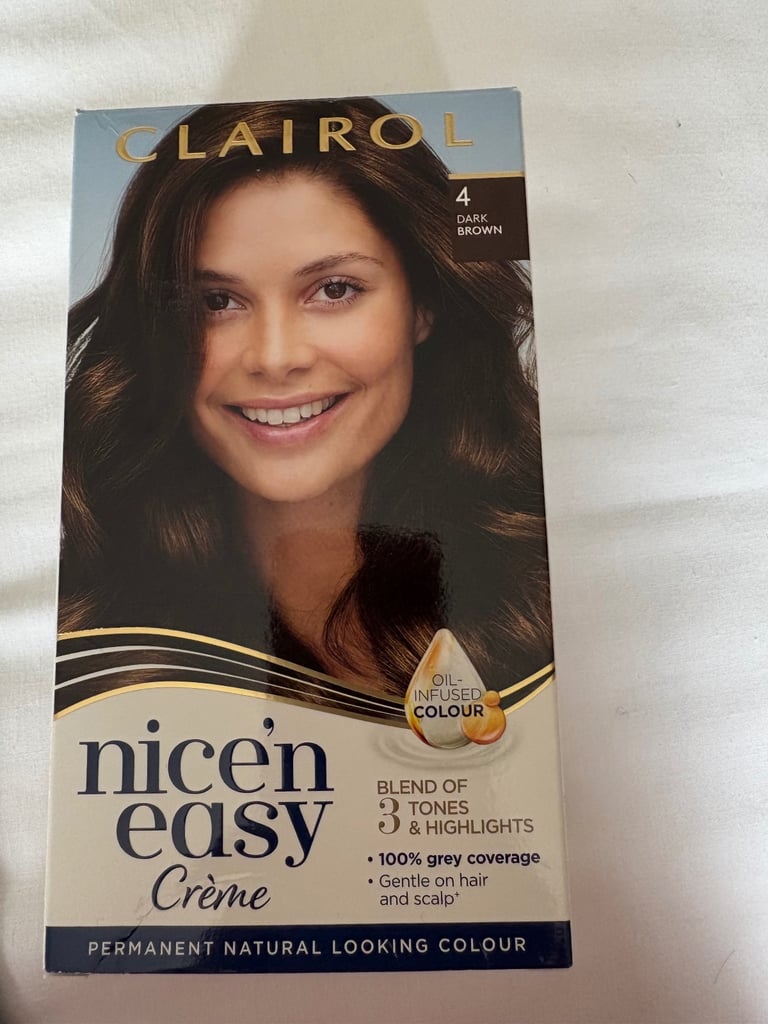 CLAIROL
4
DARK
BROWN
OIL-
INFUSED
COLOUR
nice'n
easy
Crème
BLEND OF
3 TONES
& HIGHLIGHTS
• 100% grey coverage
• Gentle on hair
and scalp⁺
PERMANENT NATURAL LOOKING COLOUR